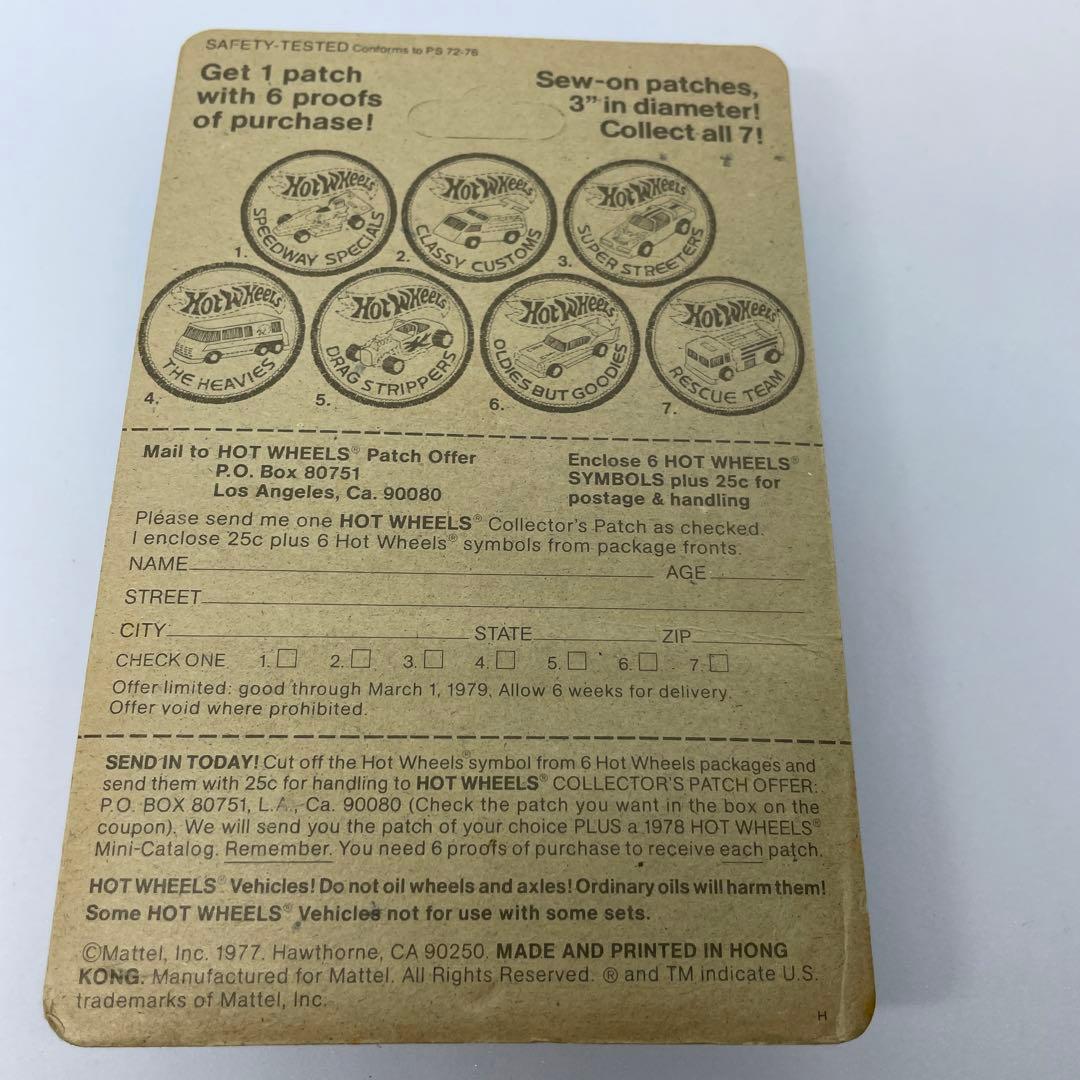 SAFETY-TESTED Conforms to PS 72-76
Get 1 patch
with 6 proofs
of purchase!
Sew-on patches,
3" in diameter!
Collect all 7!
Hot Wheels
SPEEDWAY SPECIALS
1.
Hot Wheels
CLASSY CUSTOMS
2.
Hot Wheels
SUPER STREETERS
3.
Hot Wheels
THE HEAVIES
4.
Hot Wheels
DRAG STRIPPERS
5.
Hot Wheels
OLDIES BUT GOODIES
6.
Hot Wheels
RESCUE TEAM
7.
Mail to HOT WHEELS® Patch Offer
P.O. Box 80751
Los Angeles, Ca. 90080
Enclose 6 HOT WHEELS®
SYMBOLS plus 25c for
postage & handling
Please send me one HOT WHEELS® Collector's Patch as checked.
I enclose 25c plus 6 Hot Wheels® symbols from package fronts.
NAME AGE
STREET
CITY STATE ZIP
CHECK ONE 1. 2. 3. 4. 5. 6. 7.
Offer limited: good through March 1, 1979. Allow 6 weeks for delivery.
Offer void where prohibited.
SEND IN TODAY! Cut off the Hot Wheels® symbol from 6 Hot Wheels packages and
send them with 25c for handling to HOT WHEELS® COLLECTOR'S PATCH OFFER:
P.O. BOX 80751, L.A., Ca. 90080 (Check the patch you want in the box on the
coupon). We will send you the patch of your choice PLUS a 1978 HOT WHEELS®
Mini-Catalog. Remember. You need 6 proofs of purchase to receive each patch.
HOT WHEELS® Vehicles! Do not oil wheels and axles! Ordinary oils will harm them!
Some HOT WHEELS® Vehicles not for use with some sets.
©Mattel, Inc. 1977. Hawthorne, CA 90250. MADE AND PRINTED IN HONG
KONG. Manufactured for Mattel. All Rights Reserved. ® and TM indicate U.S.
trademarks of Mattel, Inc.
H